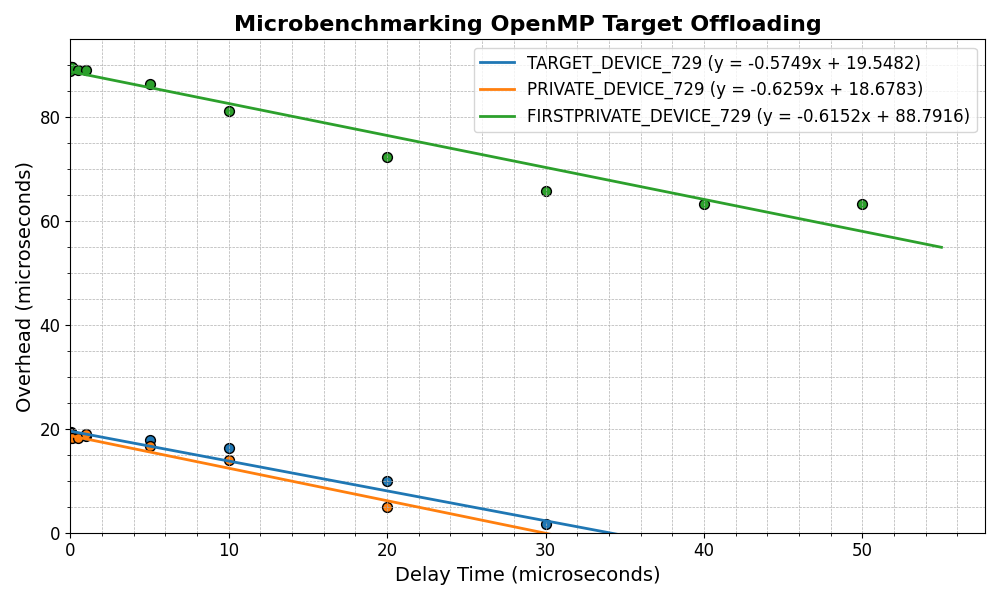 Microbenchmarking OpenMP Target Offloading
TARGET_DEVICE_729 (y = -0.5749x + 19.5482)
PRIVATE_DEVICE_729 (y = -0.6259x + 18.6783)
FIRSTPRIVATE_DEVICE_729 (y = -0.6152x + 88.7916)
Overhead (microseconds)
80
60
40
20
0
0 10 20 30 40 50
Delay Time (microseconds)